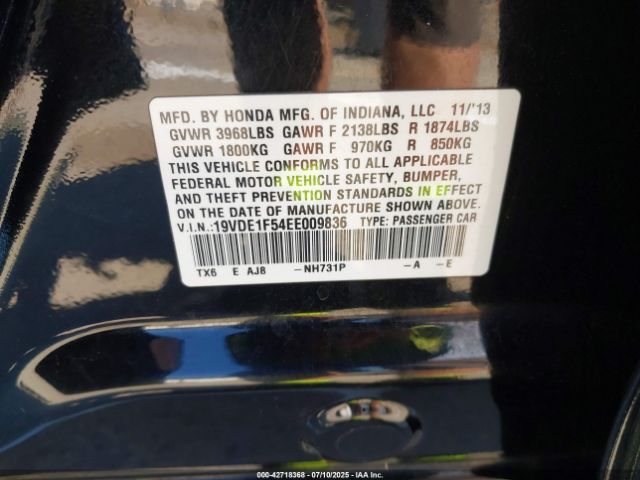 MFD. BY HONDA MFG. OF INDIANA, LLC 11/'13
GVWR 3968LBS GAWR F 2138LBS R 1874LBS
GVWR 1800KG GAWR F 970KG R 850KG
THIS VEHICLE CONFORMS TO ALL APPLICABLE
FEDERAL MOTOR VEHICLE SAFETY, BUMPER,
AND THEFT PREVENTION STANDARDS IN EFFECT
ON THE DATE OF MANUFACTURE SHOWN ABOVE.
V.I.N.:19VDE1F54EE009836 TYPE: PASSENGER CAR
TX6 E AJ8 -NH731P -A -E
000-42718368 07/10/2025 IAA Inc.